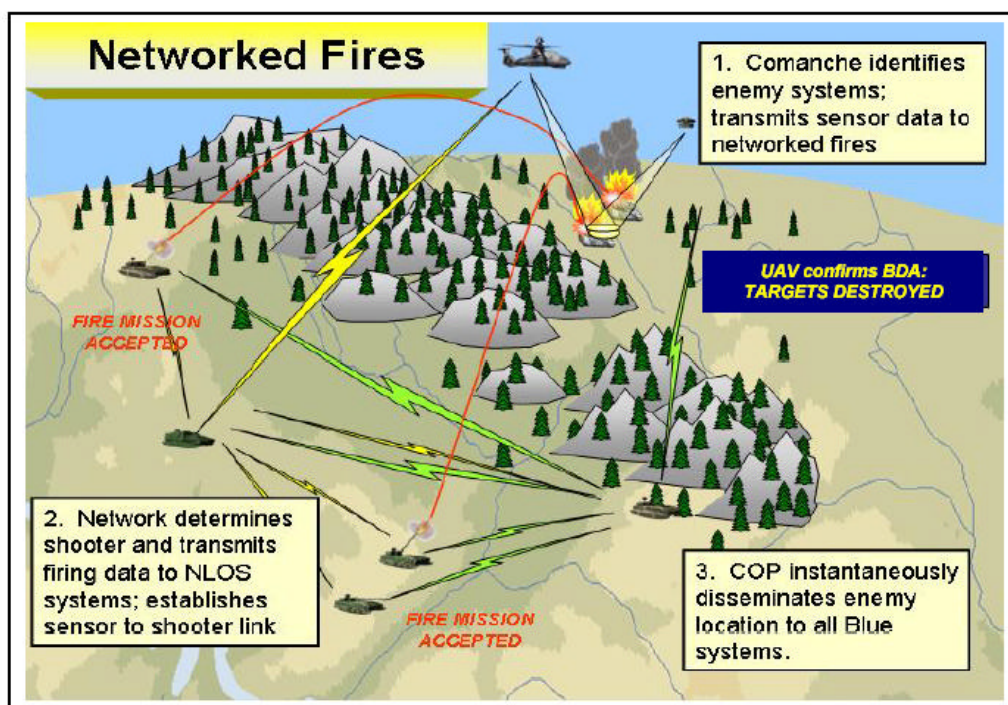 Networked Fires
1. Comanche identifies
enemy systems;
transmits sensor data to
networked fires
UAV confirms BDA:
TARGETS DESTROYED
FIRE MISSION
ACCEPTED
2. Network determines
shooter and transmits
firing data to NLOS
systems; establishes
sensor to shooter link
FIRE MISSION
ACCEPTED
3. COP instantaneously
disseminates enemy
location to all Blue
systems.